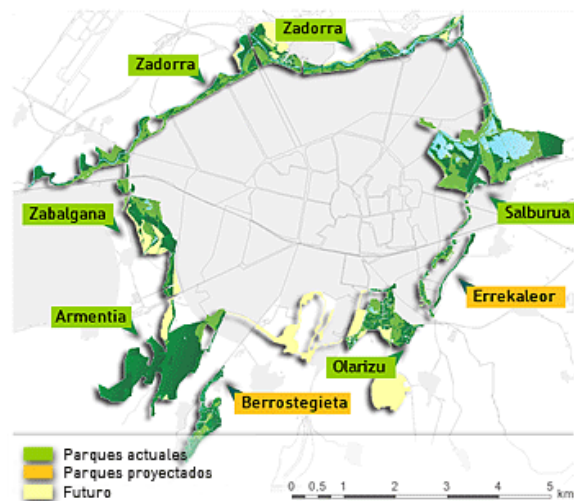 Zadorra
Zadorra
Zabalgana
Salburua
Errekaleor
Armentia
Olarizu
Berrostegieta
Parques actuales
Parques proyectados
Futuro
0 0,5 1 2 3 4 5
km